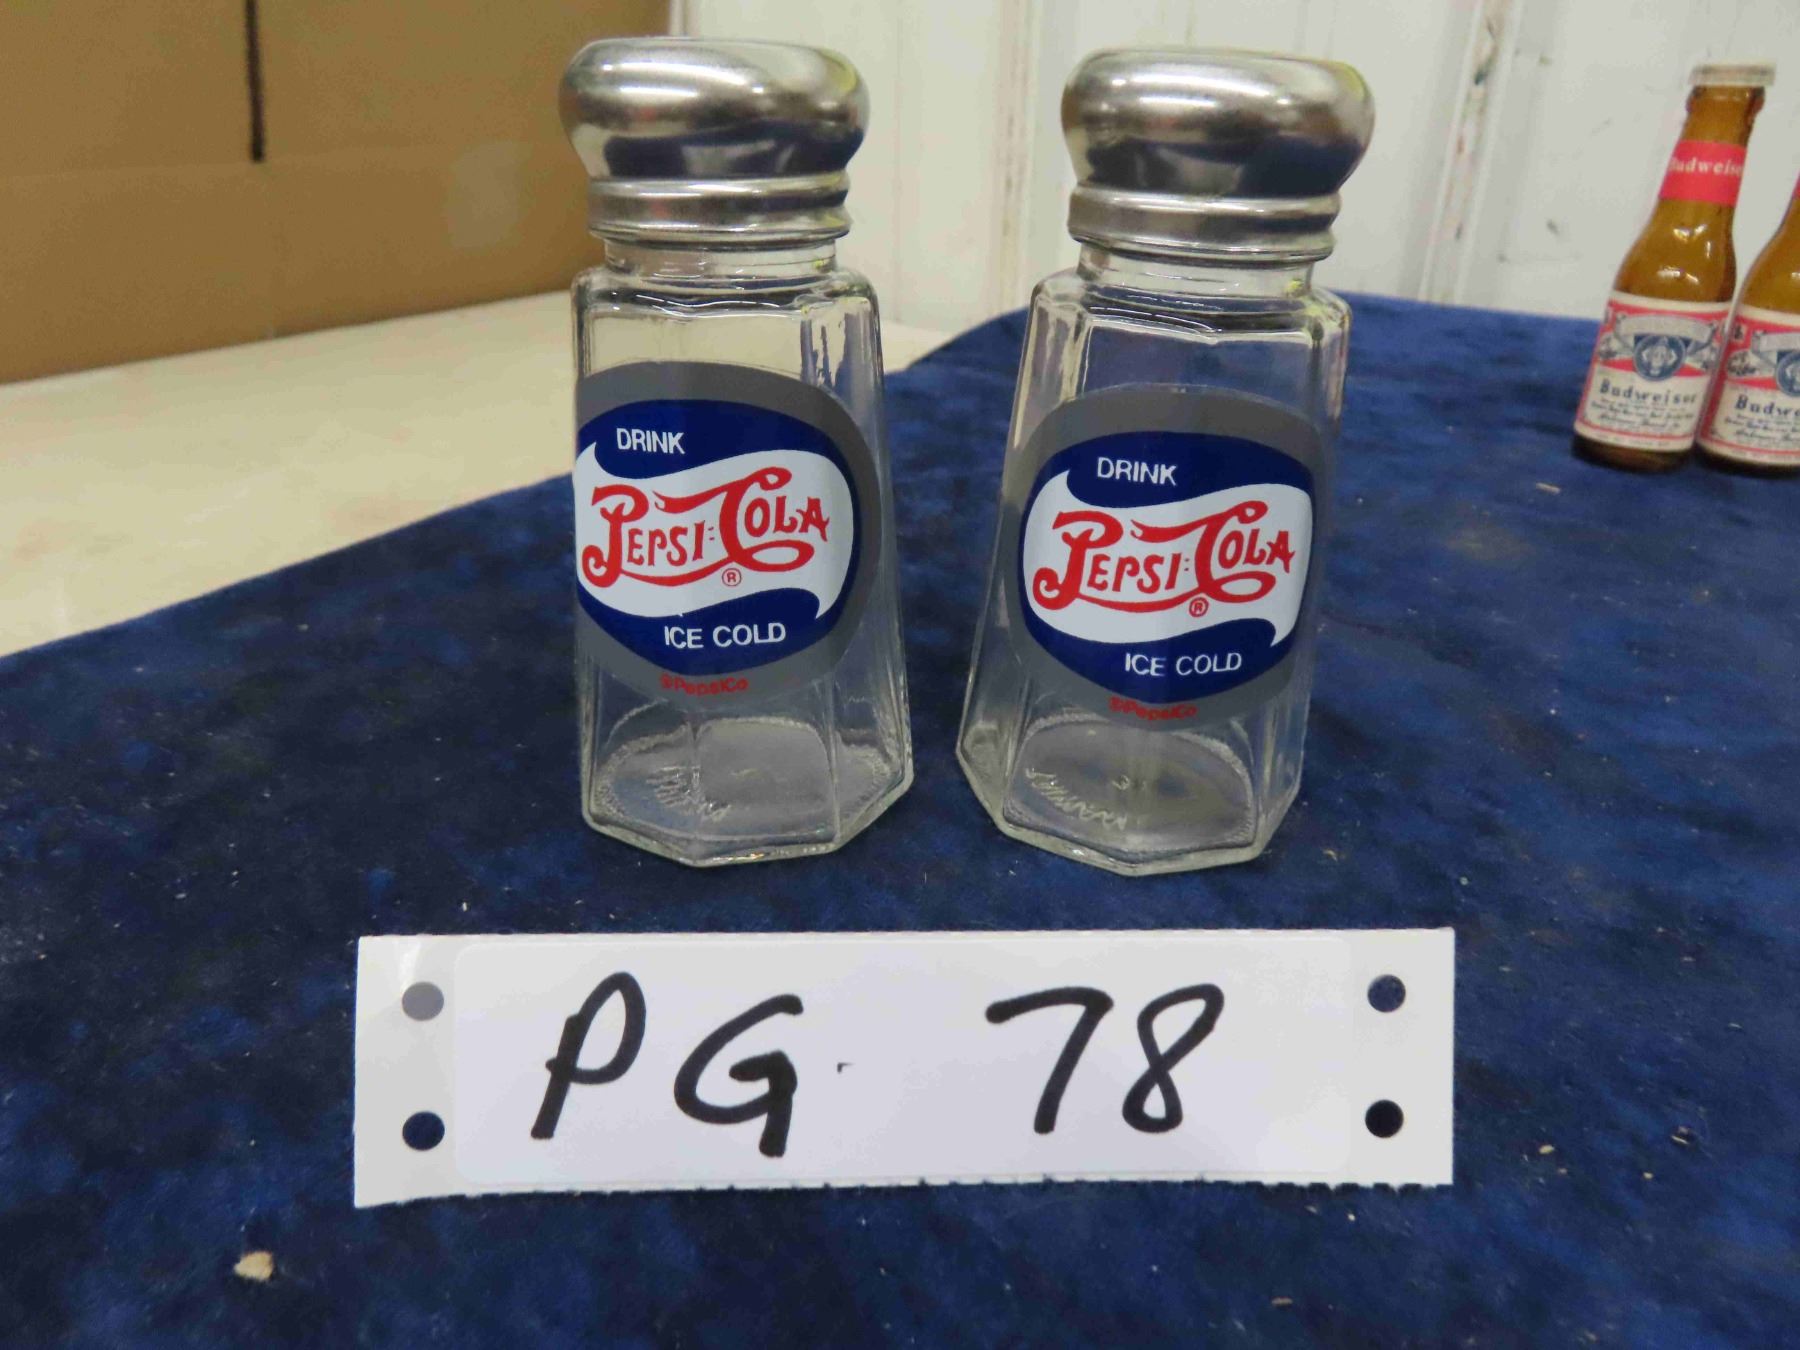 DRINK
PEPSI:COLA
®
ICE COLD
©PepsiCo
DRINK
PEPSI:COLA
®
ICE COLD
©PepsiCo
Budweiser
Budweiser
PG. 78